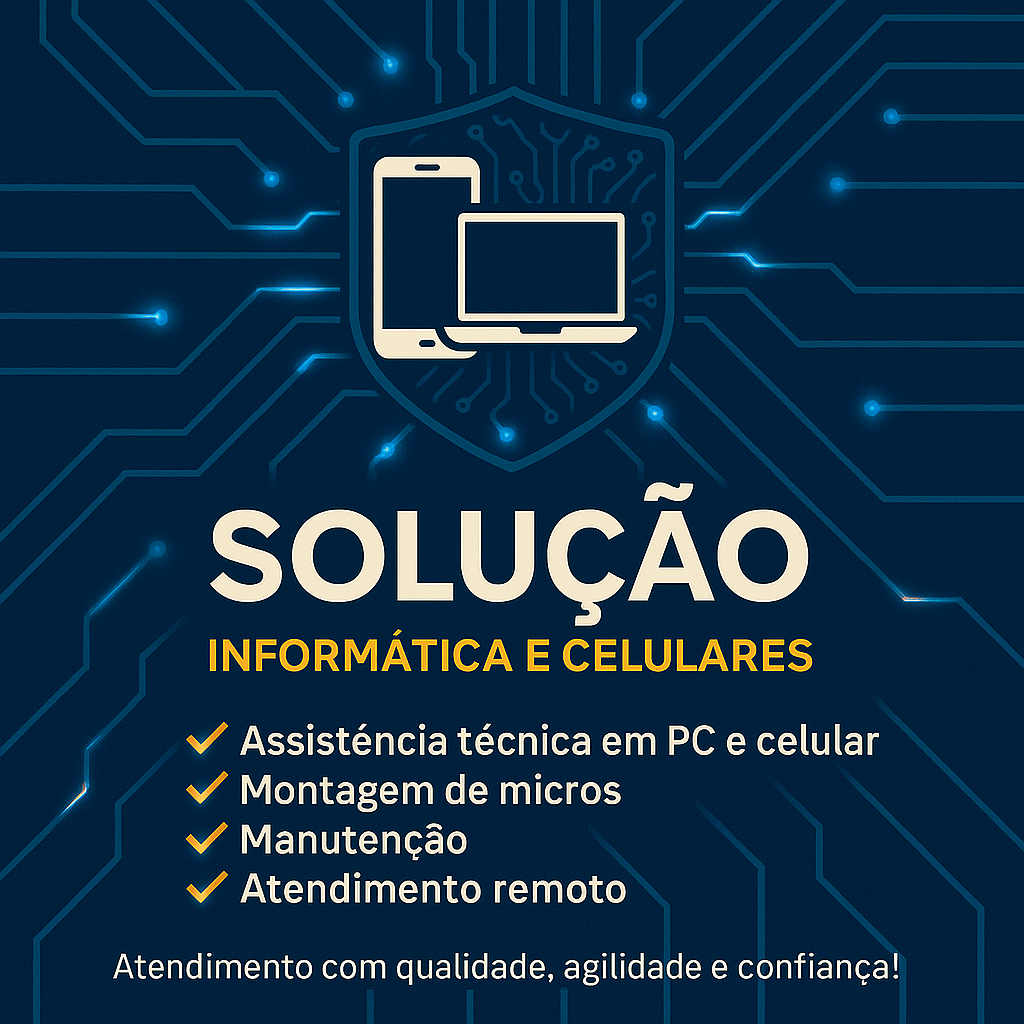 SOLUÇÃO
INFORMÁTICA E CELULARES
Assisténcia técnica em PC e celular
Montagem de micros
Manutenção
Atendimento remoto
Atendimento com qualidade, agilidade e confiança!